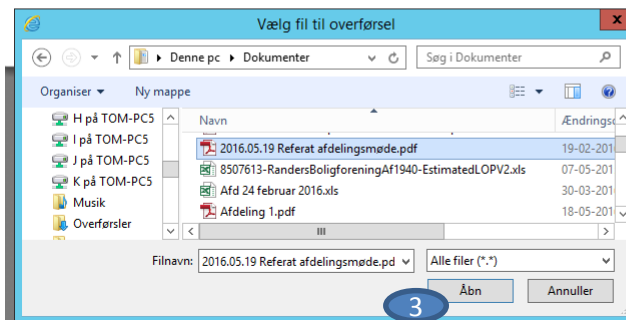 Vælg fil til overførsel
Denne pc Dokumenter
Søg i Dokumenter
Organiser Ny mappe
Navn
H på TOM-PC5
I på TOM-PC5
J på TOM-PC5
K på TOM-PC5
Musik
Overførsler
2016.05.19 Referat afdelingsmøde.pdf 19-02-201
8507613-RandersBoligforeningAf1940-EstimatedLOPV2.xls 07-05-201
Afd 24 februar 2016.xls 30-03-201
Afdeling 1.pdf 18-05-201
Filnavn: 2016.05.19 Referat afdelingsmøde.pd Alle filer (*.*)
Åbn Annuller
3